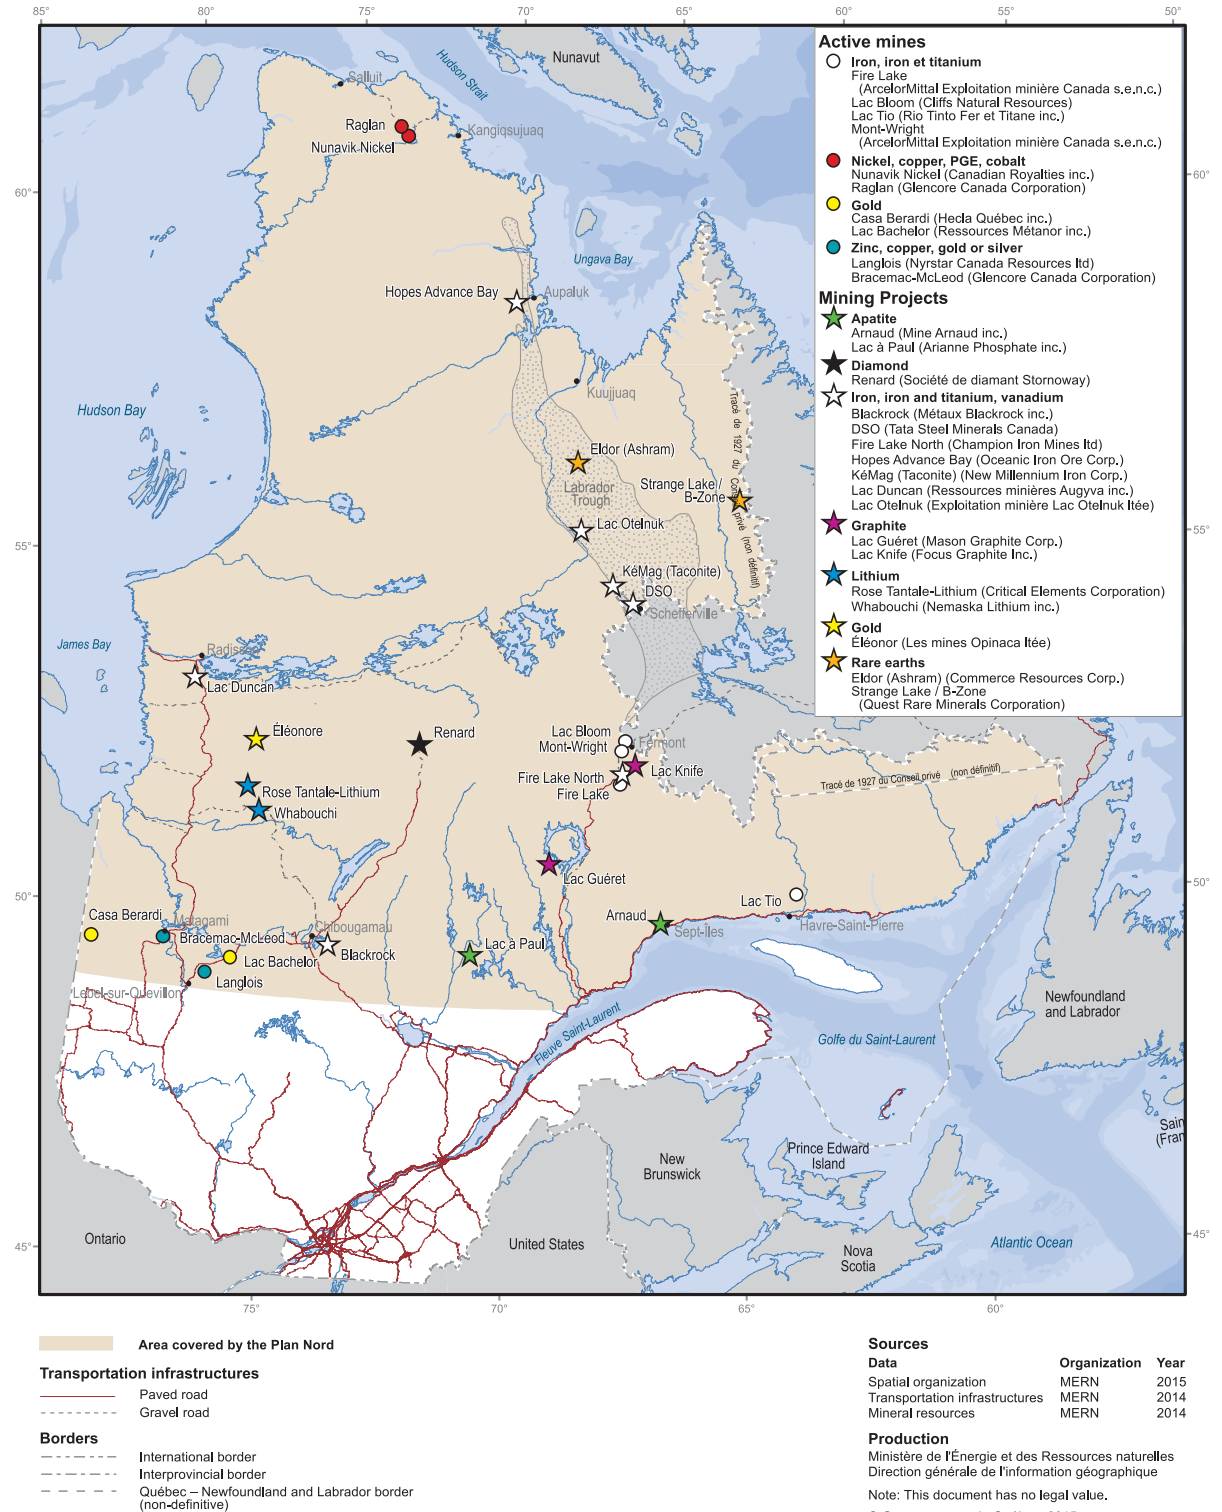 85°
80°
75°
70°
65°
60°
55°
50°
Nunavut
Hudson Strait
Salluit
Raglan
Nunavik-Nickel
Kangiqsujuaq
60°
60°
Ungava Bay
Hopes Advance Bay
Aupaluk
Kuujjuaq
Hudson Bay
Eldor (Ashram)
Labrador
Trough
Strange Lake /
B-Zone
Tracé de 1927 du Conseil privé (non définitif)
Lac Otelnuk
55°
55°
KéMag (Taconite)
DSO
Schefferville
James Bay
Radisson
Lac Duncan
Éléonore
Renard
Lac Bloom
Mont-Wright
Fermont
Fire Lake North
Fire Lake
Lac Knife
Tracé de 1927 du Conseil privé (non définitif)
Rose Tantale-Lithium
Whabouchi
Lac Guéret
50°
50°
Casa Berardi
Matagami
Bracemac-McLeod
Chibougamau
Lac Bachelor
Blackrock
Langlois
Lebel-sur-Quévillon
Lac à Paul
Arnaud
Sept-Îles
Lac Tio
Havre-Saint-Pierre
Newfoundland
and Labrador
Fleuve Saint-Laurent
Golfe du Saint-Laurent
Prince Edward
Island
New
Brunswick
Nova
Scotia
Atlantic Ocean
Ontario
United States
45°
45°
75°
70°
65°
60°
Active mines
Iron, iron et titanium
Fire Lake
(ArcelorMittal Exploitation minière Canada s.e.n.c.)
Lac Bloom (Cliffs Natural Resources)
Lac Tio (Rio Tinto Fer et Titane inc.)
Mont-Wright
(ArcelorMittal Exploitation minière Canada s.e.n.c.)
Nickel, copper, PGE, cobalt
Nunavik Nickel (Canadian Royalties inc.)
Raglan (Glencore Canada Corporation)
Gold
Casa Berardi (Hecla Québec inc.)
Lac Bachelor (Ressources Métanor inc.)
Zinc, copper, gold or silver
Langlois (Nyrstar Canada Resources ltd)
Bracemac-McLeod (Glencore Canada Corporation)
Mining Projects
Apatite
Arnaud (Mine Arnaud inc.)
Lac à Paul (Arianne Phosphate inc.)
Diamond
Renard (Société de diamant Stornoway)
Iron, iron and titanium, vanadium
Blackrock (Métaux Blackrock inc.)
DSO (Tata Steel Minerals Canada)
Fire Lake North (Champion Iron Mines ltd)
Hopes Advance Bay (Oceanic Iron Ore Corp.)
KéMag (Taconite) (New Millennium Iron Corp.)
Lac Duncan (Ressources minières Augyva inc.)
Lac Otelnuk (Exploitation minière Lac Otelnuk ltée)
Graphite
Lac Guéret (Mason Graphite Corp.)
Lac Knife (Focus Graphite Inc.)
Lithium
Rose Tantale-Lithium (Critical Elements Corporation)
Whabouchi (Nemaska Lithium inc.)
Gold
Éléonor (Les mines Opinaca ltée)
Rare earths
Eldor (Ashram) (Commerce Resources Corp.)
Strange Lake / B-Zone
(Quest Rare Minerals Corporation)
Area covered by the Plan Nord
Transportation infrastructures
Paved road
Gravel road
Borders
International border
Interprovincial border
Québec – Newfoundland and Labrador border
(non-definitive)
Sources
Data Organization Year
Spatial organization MERN 2015
Transportation infrastructures MERN 2014
Mineral resources MERN 2014
Production
Ministère de l'Énergie et des Ressources naturelles
Direction générale de l'information géographique
Note: This document has no legal value.